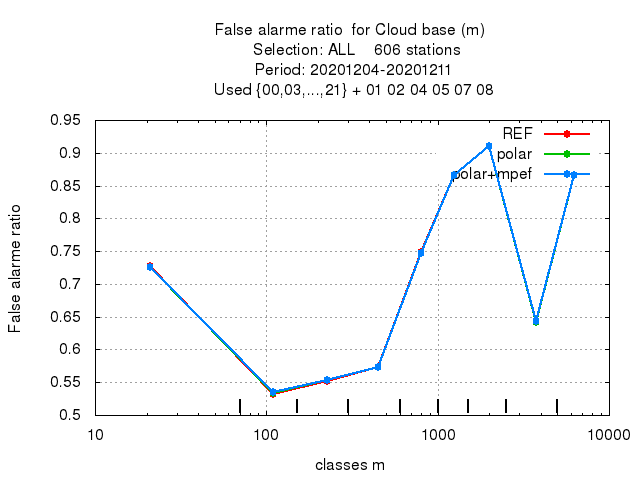 False alarme ratio  for Cloud base (m)
Selection: ALL    606 stations
Period: 20201204-20201211
Used {00,03,...,21} + 01 02 04 05 07 08
0.95
0.9
0.85
0.8
0.75
0.7
0.65
0.6
0.55
0.5
False alarme ratio
REF
polar
polar+mpef
10
100
1000
10000
classes m